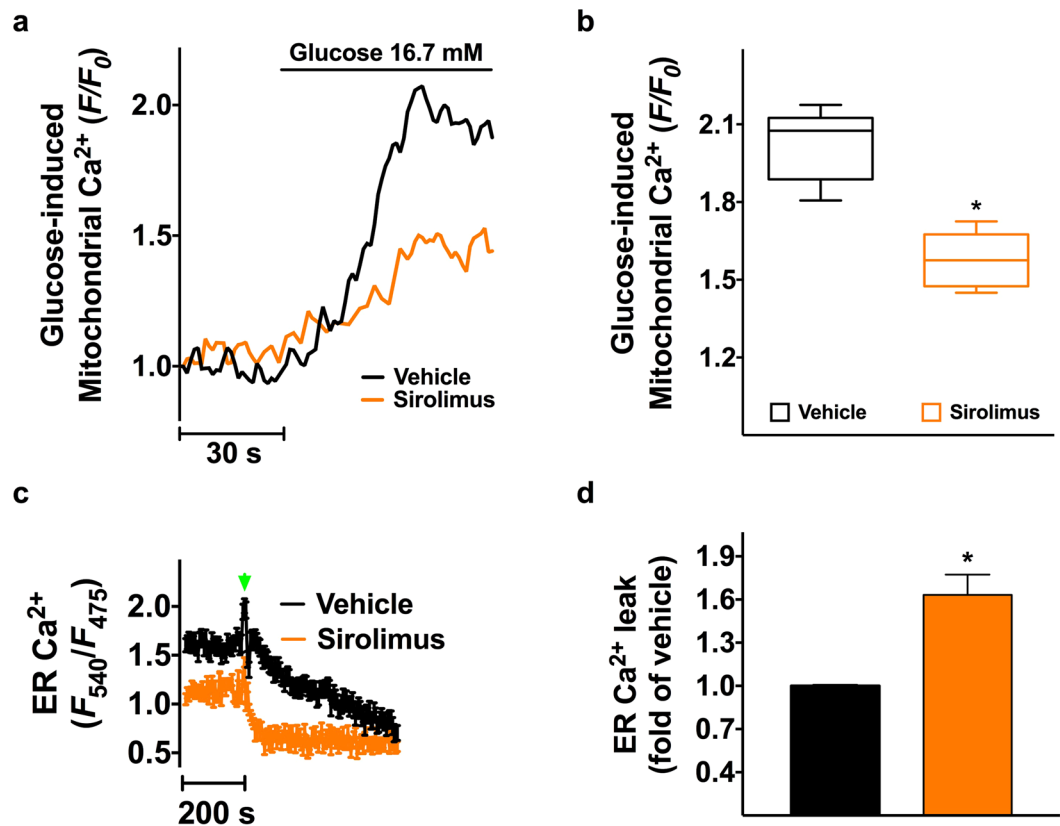 a
Glucose-induced
Mitochondrial Ca²⁺ (F/F₀)
2.0
1.5
1.0
Glucose 16.7 mM
Vehicle
Sirolimus
30 s
b
Glucose-induced
Mitochondrial Ca²⁺ (F/F₀)
2.1
1.8
1.5
1.2
*
Vehicle
Sirolimus
c
ER Ca²⁺
(F₅₄₀/F₄₇₅)
2.0
1.5
1.0
0.5
Vehicle
Sirolimus
200 s
d
ER Ca²⁺ leak
(fold of vehicle)
1.9
1.6
1.3
1.0
0.7
0.4
*